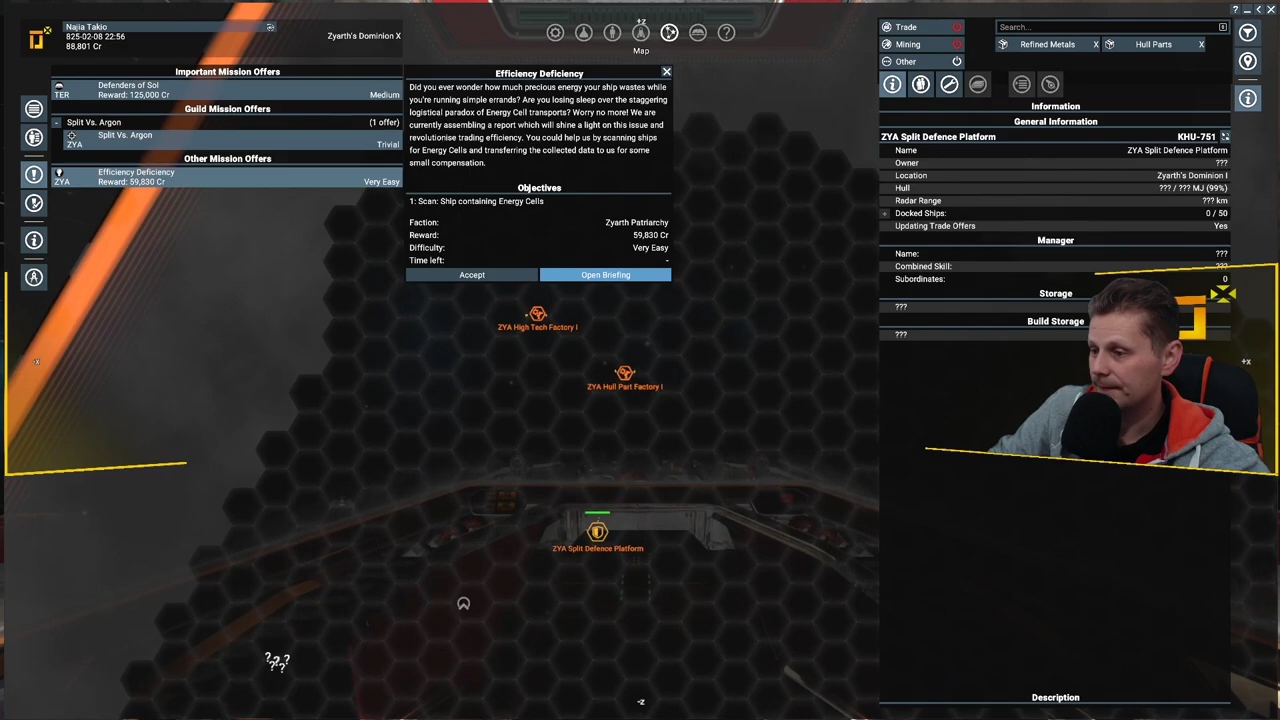 Najia Takio
825-02-08 22:56
88,801 Cr
Zyarth's Dominion X
+z
Map
Important Mission Offers
Defenders of Sol
TER Reward: 125,000 Cr Medium
Guild Mission Offers
- Split Vs. Argon (1 offer)
Split Vs. Argon
ZYA Trivial
Other Mission Offers
Efficiency Deficiency
ZYA Reward: 59,830 Cr Very Easy
Efficiency Deficiency
Did you ever wonder how much precious energy your ship wastes while
you're running simple errands? Are you losing sleep over the staggering
logistical paradox of Energy Cell transports? Worry no more! We are
currently assembling a report which will shine a light on this issue and
revolutionise trading efficiency. You could help us by scanning ships
for Energy Cells and transferring the collected data to us for some
small compensation.
Objectives
1: Scan: Ship containing Energy Cells
Faction: Zyarth Patriarchy
Reward: 59,830 Cr
Difficulty: Very Easy
Time left: -
Accept Open Briefing
ZYA High Tech Factory I
ZYA Hull Part Factory I
ZYA Split Defence Platform
????
-x
+x
-z
Trade
Mining
Other
Search...
Refined Metals X Hull Parts X
Information
General Information
ZYA Split Defence Platform KHU-751
Name ZYA Split Defence Platform
Owner ???
Location Zyarth's Dominion I
Hull ??? / ??? MJ (99%)
Radar Range ??? km
+ Docked Ships: 0 / 50
Updating Trade Offers Yes
Manager
Name: ???
Combined Skill: ???
Subordinates: 0
Storage
???
Build Storage
???
Description